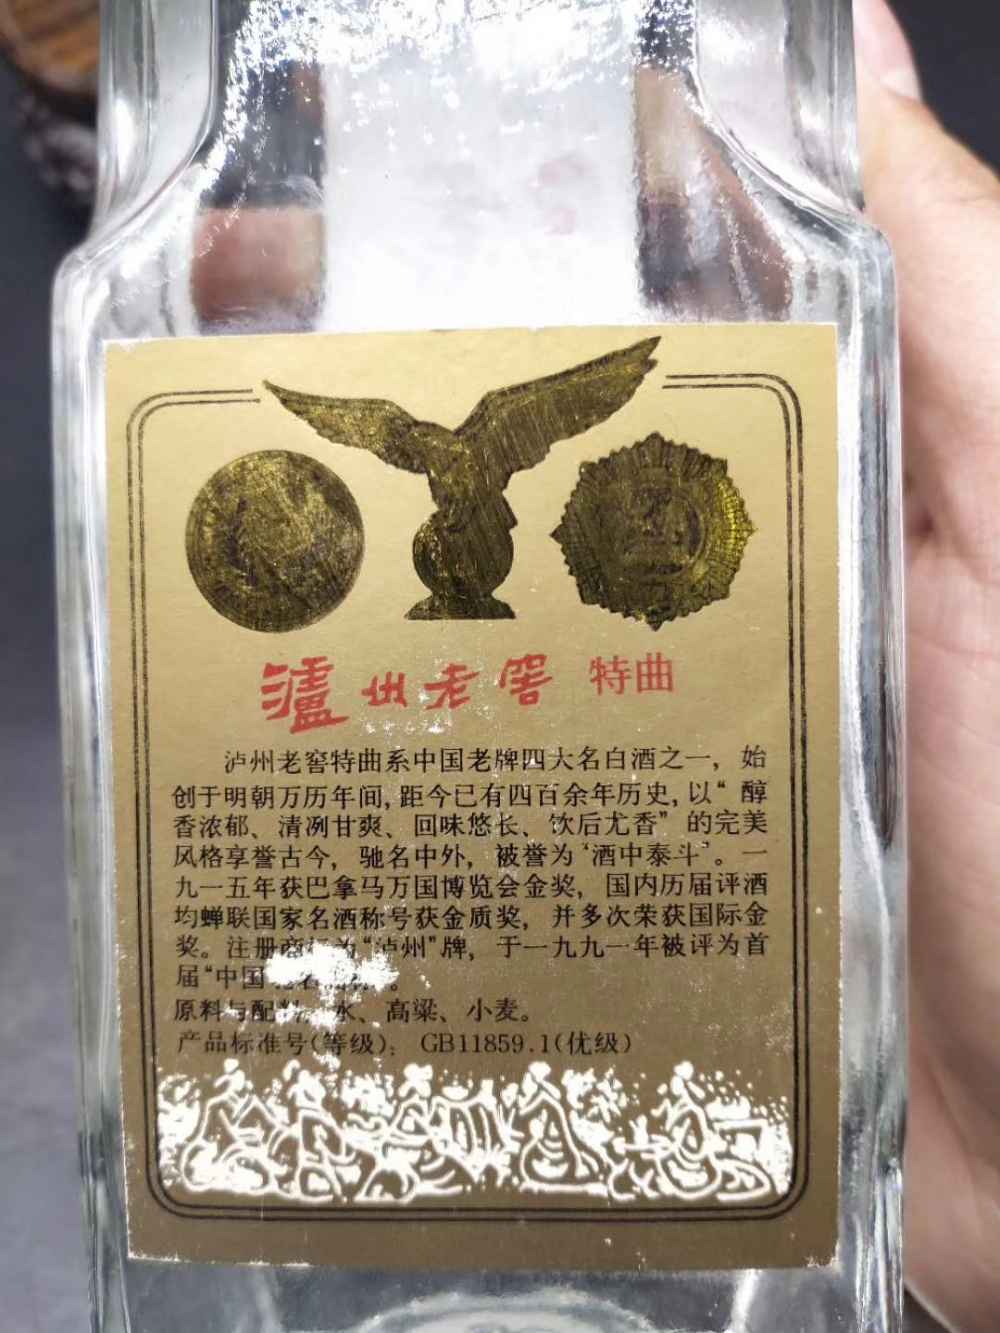 泸州老窖 特曲
泸州老窖特曲系中国老牌四大名白酒之一，始
创于明朝万历年间，距今已有四百余年历史，以“醇
香浓郁、清冽甘爽、回味悠长、饮后尤香”的完美
风格享誉古今，驰名中外，被誉为“酒中泰斗”。一
九一五年获巴拿马万国博览会金奖，国内历届评酒
均蝉联国家名酒称号获金质奖，并多次荣获国际金
奖。注册商标为“泸州”牌，于一九九一年被评为首
届“中国
原料与配料：水、高粱、小麦。
产品标准号(等级)：GB11859.1(优级)